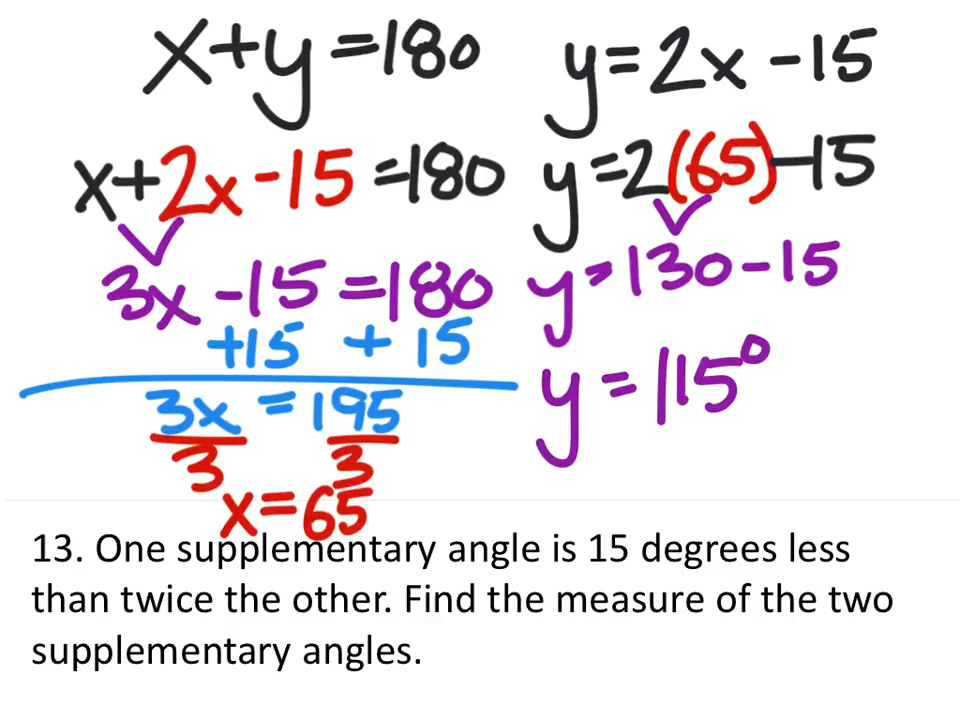 x+y=180
x+2x-15=180
3x-15=180
+15 +15
3x=195
3 3
x=65
y=2x-15
y=2(65)-15
y=130-15
y=115°
13. One supplementary angle is 15 degrees less
than twice the other. Find the measure of the two
supplementary angles.